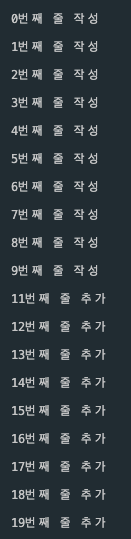 0번째 줄 작성
1번째 줄 작성
2번째 줄 작성
3번째 줄 작성
4번째 줄 작성
5번째 줄 작성
6번째 줄 작성
7번째 줄 작성
8번째 줄 작성
9번째 줄 작성
11번째 줄 추가
12번째 줄 추가
13번째 줄 추가
14번째 줄 추가
15번째 줄 추가
16번째 줄 추가
17번째 줄 추가
18번째 줄 추가
19번째 줄 추가